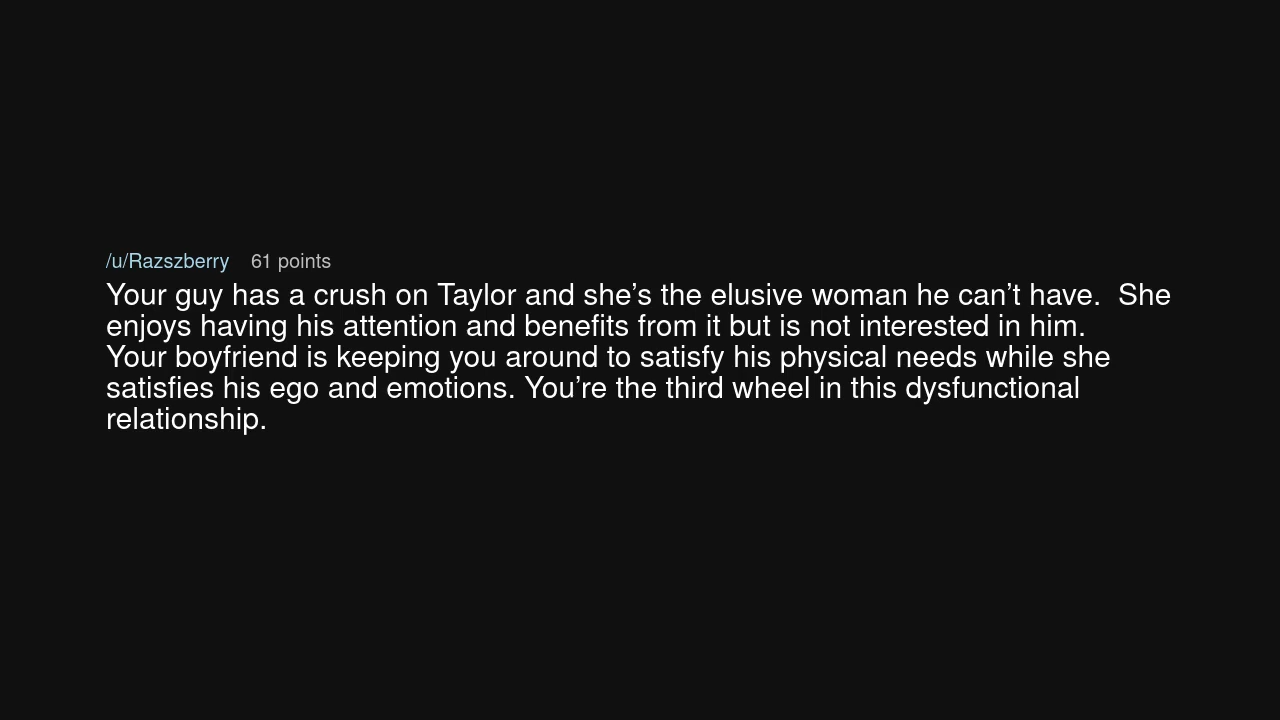 /u/Razszberry 61 points
Your guy has a crush on Taylor and she’s the elusive woman he can’t have.  She
enjoys having his attention and benefits from it but is not interested in him.
Your boyfriend is keeping you around to satisfy his physical needs while she
satisfies his ego and emotions. You’re the third wheel in this dysfunctional
relationship.